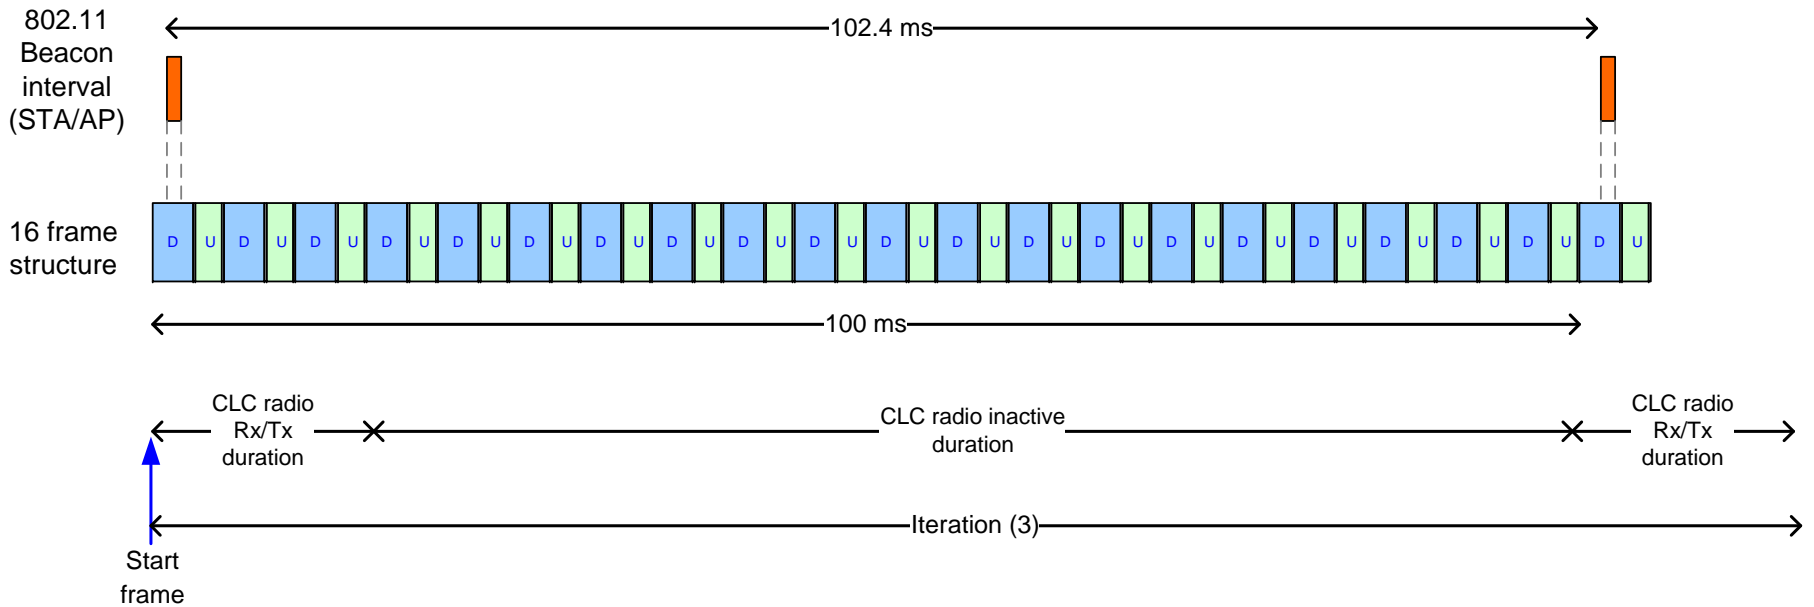 802.11
Beacon
interval
(STA/AP)
102.4 ms
16 frame
structure
D U D U D U D U D U D U D U D U D U D U D U D U D U D U D U D U D U D U D U D U D U
100 ms
CLC radio
Rx/Tx
duration
CLC radio inactive
duration
CLC radio
Rx/Tx
duration
Iteration (3)
Start
frame